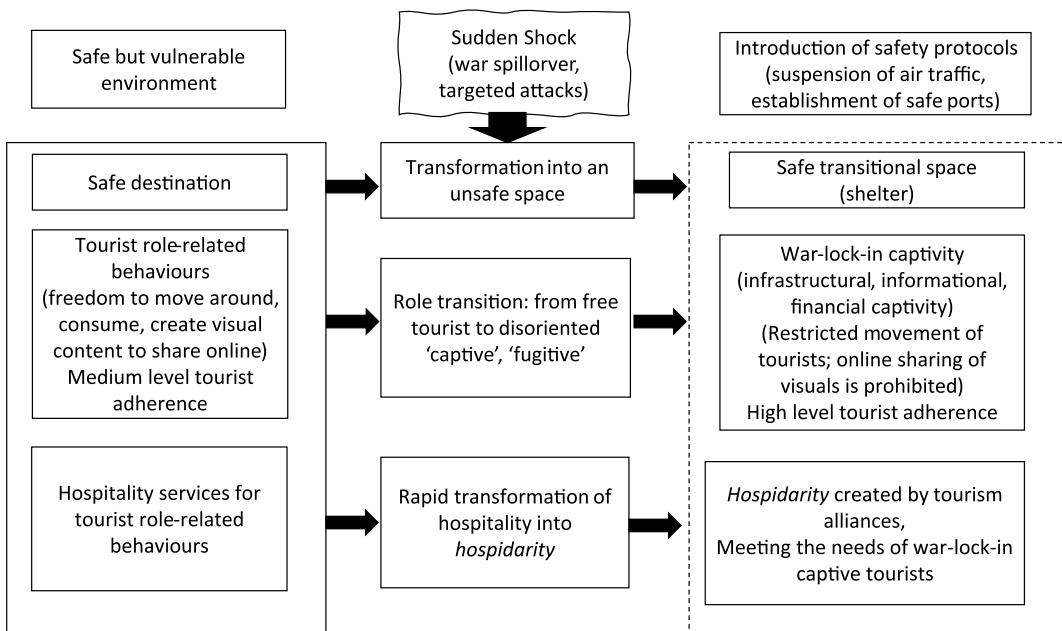 Safe but vulnerable
environment
Sudden Shock
(war spillorver,
targeted attacks)
Introduction of safety protocols
(suspension of air traffic,
establishment of safe ports)
Safe destination
Transformation into an
unsafe space
Safe transitional space
(shelter)
Tourist role-related
behaviours
(freedom to move around,
consume, create visual
content to share online)
Medium level tourist
adherence
Role transition: from free
tourist to disoriented
‘captive’, ‘fugitive’
War-lock-in captivity
(infrastructural, informational,
financial captivity)
(Restricted movement of
tourists; online sharing of
visuals is prohibited)
High level tourist adherence
Hospitality services for
tourist role-related
behaviours
Rapid transformation of
hospitality into
hospidarity
Hospidarity created by tourism
alliances,
Meeting the needs of war-lock-in
captive tourists